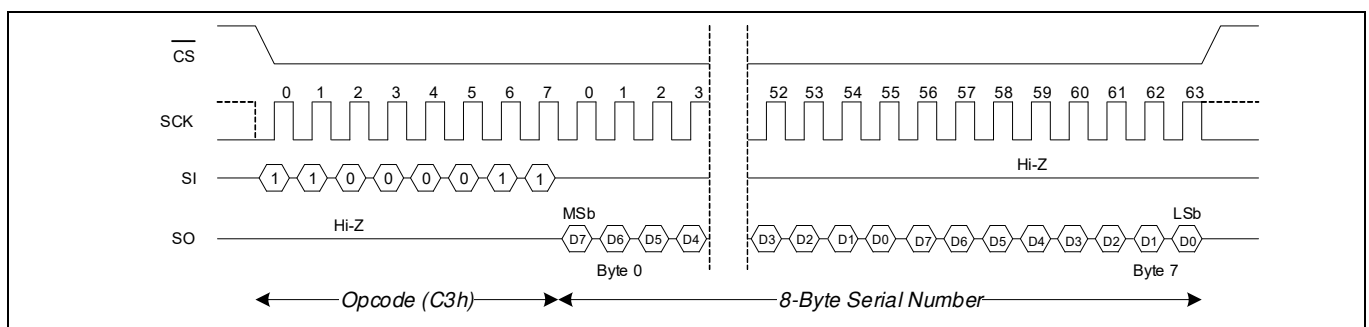 CS
0 1 2 3 4 5 6 7 0 1 2 3 52 53 54 55 56 57 58 59 60 61 62 63
SCK
Hi-Z
SI 1 1 0 0 0 0 1 1
MSb LSb
Hi-Z
SO D7 D6 D5 D4 D3 D2 D1 D0 D7 D6 D5 D4 D3 D2 D1 D0
Byte 0 Byte 7
Opcode (C3h) 8-Byte Serial Number